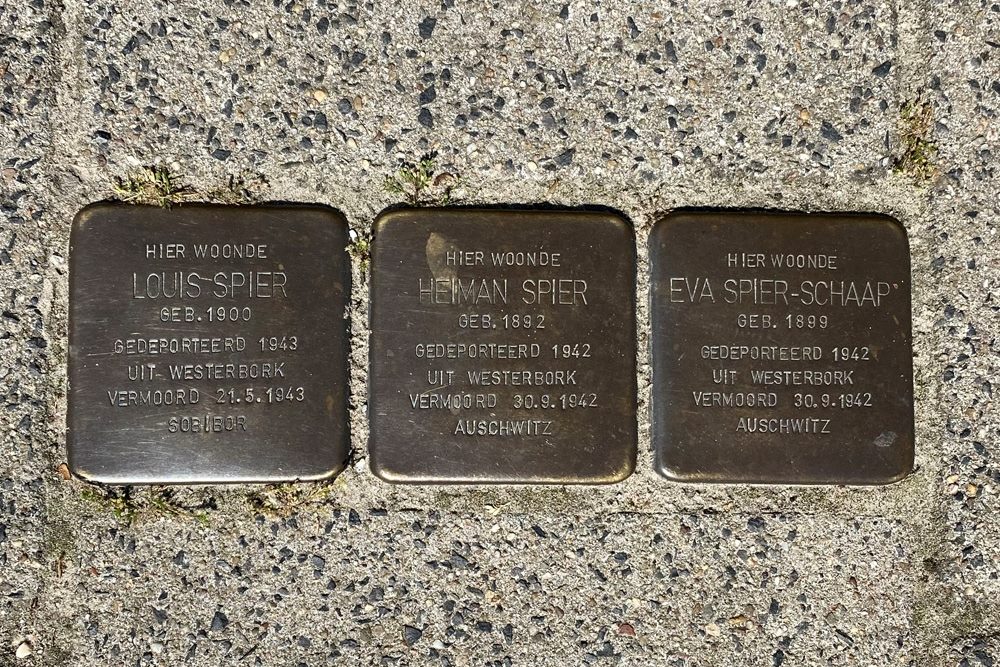 HIER WOONDE
LOUIS SPIER
GEB. 1900
GEDEPORTEERD 1943
UIT WESTERBORK
VERMOORD 21.5.1943
SOBIBOR
HIER WOONDE
HEIMAN SPIER
GEB. 1892
GEDEPORTEERD 1942
UIT WESTERBORK
VERMOORD 30.9.1942
AUSCHWITZ
HIER WOONDE
EVA SPIER-SCHAAP
GEB. 1899
GEDEPORTEERD 1942
UIT WESTERBORK
VERMOORD 30.9.1942
AUSCHWITZ